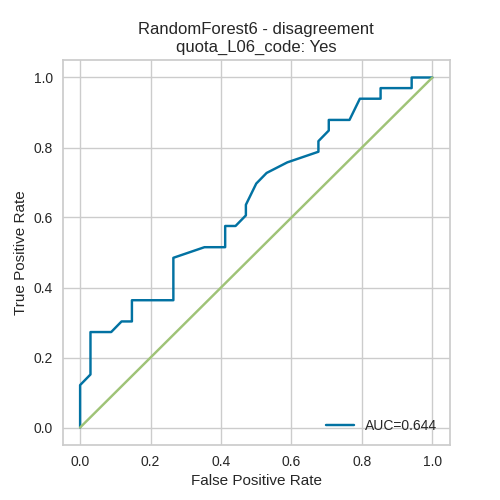 RandomForest6 - disagreement
quota_L06_code: Yes
1.0
0.8
0.6
0.4
0.2
0.0
True Positive Rate
AUC=0.644
0.0 0.2 0.4 0.6 0.8 1.0
False Positive Rate